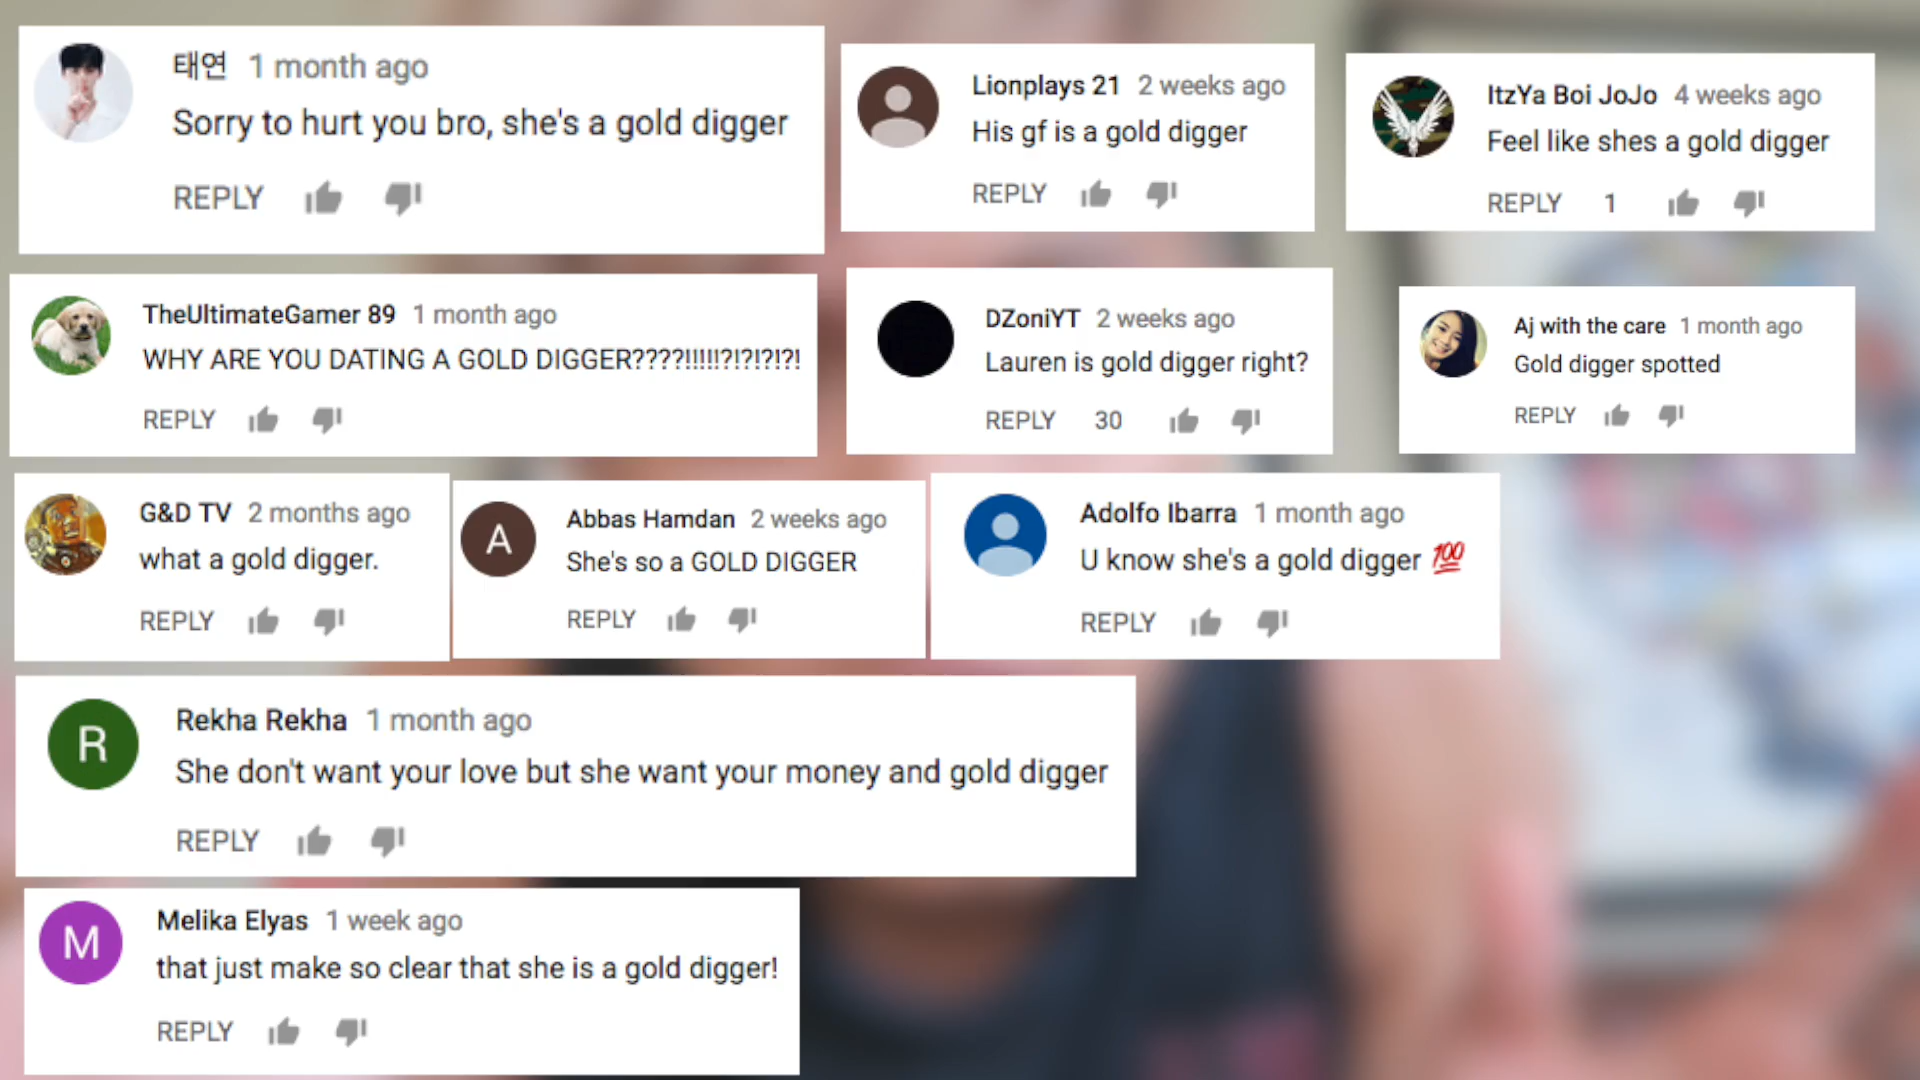 태연 1 month ago
Sorry to hurt you bro, she's a gold digger
REPLY
Lionplays 21 2 weeks ago
His gf is a gold digger
REPLY
ItzYa Boi JoJo 4 weeks ago
Feel like shes a gold digger
REPLY 1
TheUltimateGamer 89 1 month ago
WHY ARE YOU DATING A GOLD DIGGER????!!!!!?!?!?!?!
REPLY
DZoniYT 2 weeks ago
Lauren is gold digger right?
REPLY 30
Aj with the care 1 month ago
Gold digger spotted
REPLY
G&D TV 2 months ago
what a gold digger.
REPLY
A
Abbas Hamdan 2 weeks ago
She's so a GOLD DIGGER
REPLY
Adolfo Ibarra 1 month ago
U know she's a gold digger 💯
REPLY
R
Rekha Rekha 1 month ago
She don't want your love but she want your money and gold digger
REPLY
M
Melika Elyas 1 week ago
that just make so clear that she is a gold digger!
REPLY